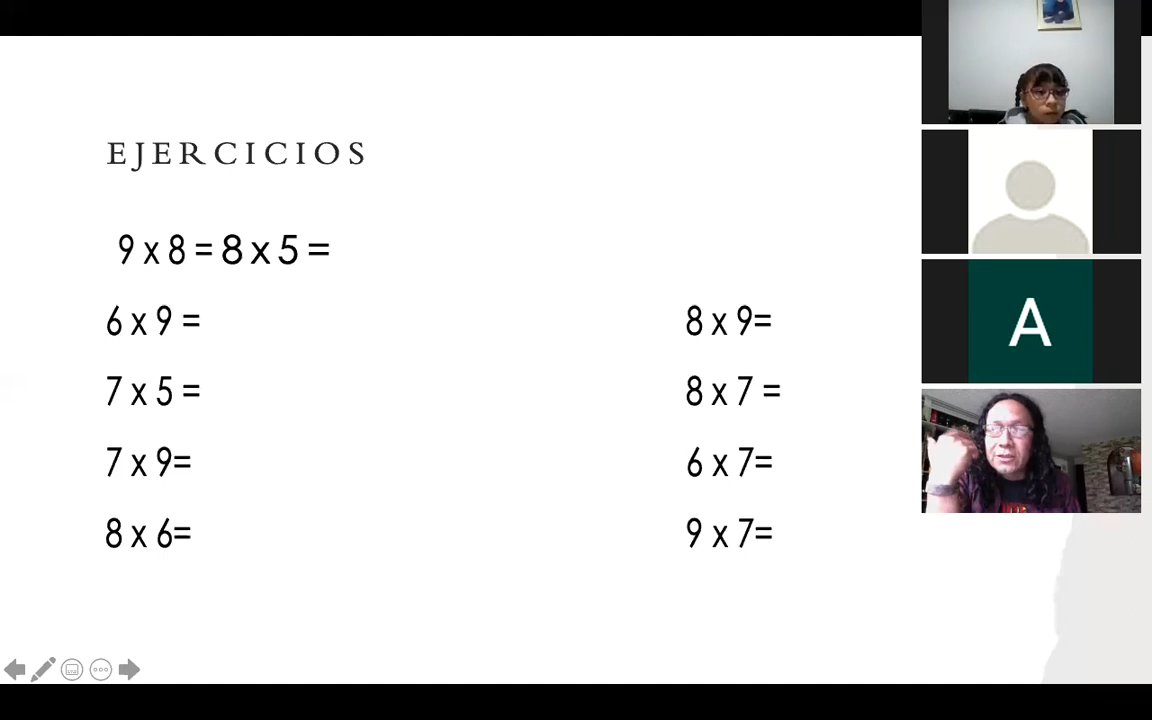 EJERCICIOS
9 x 8 = 8 x 5 =
6 x 9 =
7 x 5 =
7 x 9=
8 x 6=
8 x 9=
8 x 7 =
6 x 7=
9 x 7=
A